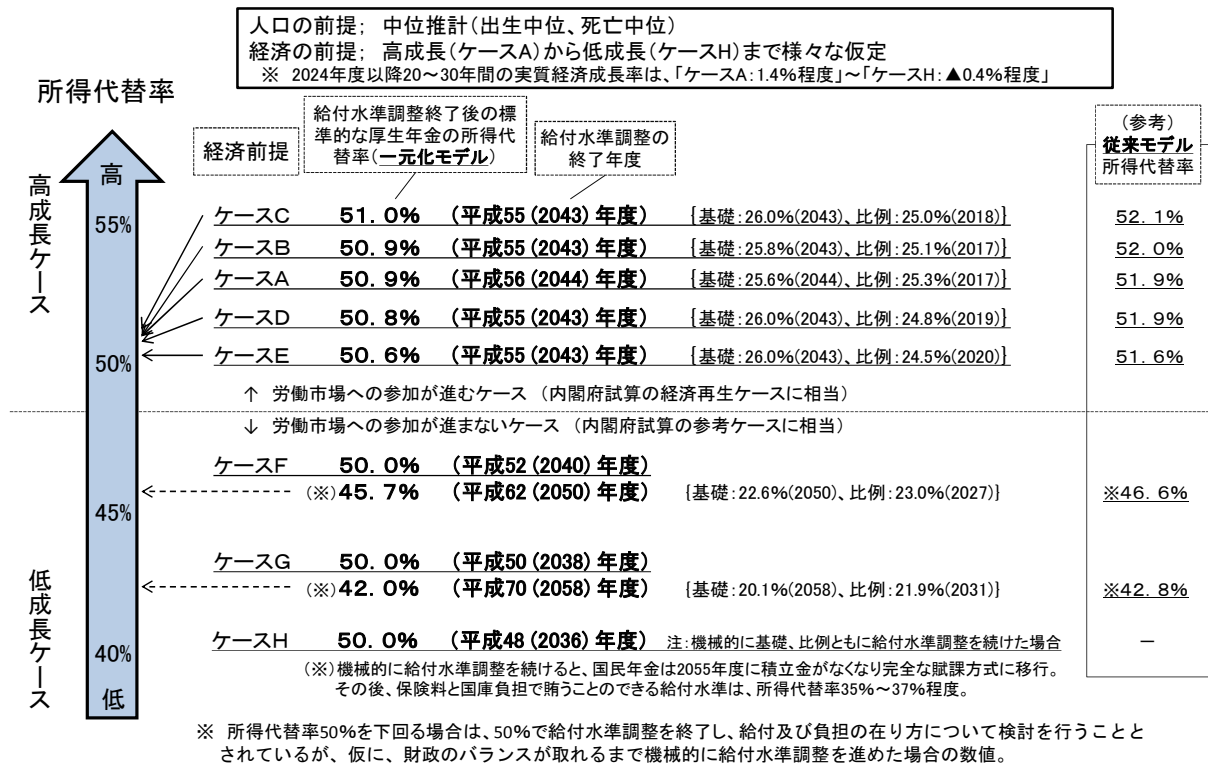 人口の前提; 中位推計(出生中位、死亡中位)
経済の前提; 高成長(ケースA)から低成長(ケースH)まで様々な仮定
※ 2024年度以降20~30年間の実質経済成長率は、「ケースA:1.4%程度」~「ケースH:▲0.4%程度」
所得代替率
高
55%
50%
45%
40%
低
高成長ケース
低成長ケース
経済前提
給付水準調整終了後の標
準的な厚生年金の所得代
替率(一元化モデル)
給付水準調整の
終了年度
(参考)
従来モデル
所得代替率
ケースC 51.0% (平成55(2043)年度) {基礎:26.0%(2043)、比例:25.0%(2018)} 52.1%
ケースB 50.9% (平成55(2043)年度) {基礎:25.8%(2043)、比例:25.1%(2017)} 52.0%
ケースA 50.9% (平成56(2044)年度) {基礎:25.6%(2044)、比例:25.3%(2017)} 51.9%
ケースD 50.8% (平成55(2043)年度) {基礎:26.0%(2043)、比例:24.8%(2019)} 51.9%
ケースE 50.6% (平成55(2043)年度) {基礎:26.0%(2043)、比例:24.5%(2020)} 51.6%
↑ 労働市場への参加が進むケース (内閣府試算の経済再生ケースに相当)
↓ 労働市場への参加が進まないケース (内閣府試算の参考ケースに相当)
ケースF 50.0% (平成52(2040)年度)
(※)45.7% (平成62(2050)年度) {基礎:22.6%(2050)、比例:23.0%(2027)} ※46.6%
ケースG 50.0% (平成50(2038)年度)
(※)42.0% (平成70(2058)年度) {基礎:20.1%(2058)、比例:21.9%(2031)} ※42.8%
ケースH 50.0% (平成48(2036)年度) 注:機械的に基礎、比例ともに給付水準調整を続けた場合 -
(※)機械的に給付水準調整を続けると、国民年金は2055年度に積立金がなくなり完全な賦課方式に移行。
その後、保険料と国庫負担で賄うことのできる給付水準は、所得代替率35%~37%程度。
※ 所得代替率50%を下回る場合は、50%で給付水準調整を終了し、給付及び負担の在り方について検討を行うことと
されているが、仮に、財政のバランスが取れるまで機械的に給付水準調整を進めた場合の数値。